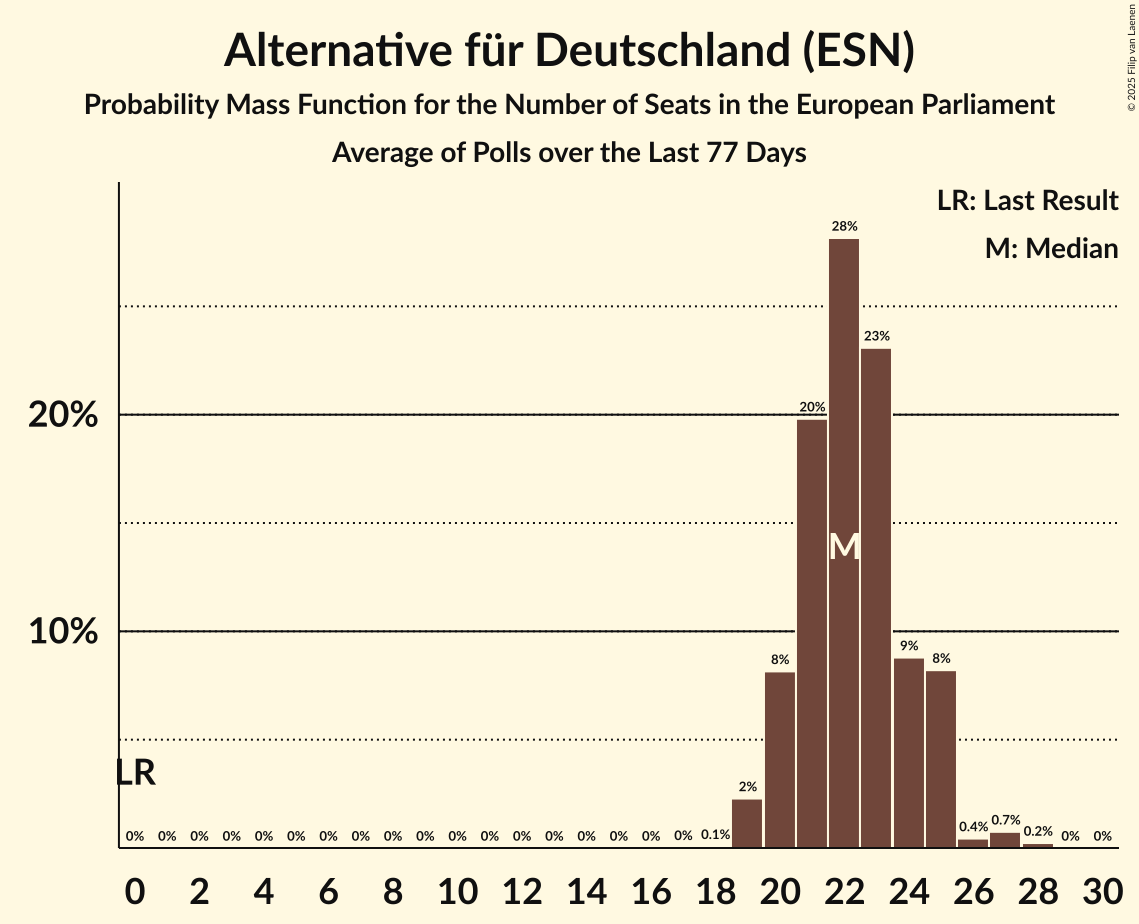 Alternative für Deutschland (ESN)
Probability Mass Function for the Number of Seats in the European Parliament
Average of Polls over the Last 77 Days
© 2025 Filip van Laenen
LR: Last Result
M: Median
28%
23%
20%
20%
M
10%
9%
8%
8%
LR
2%
0% 0% 0% 0% 0% 0% 0% 0% 0% 0% 0% 0% 0% 0% 0% 0% 0% 0% 0.1% 0.4% 0.7% 0.2% 0% 0%
0 2 4 6 8 10 12 14 16 18 20 22 24 26 28 30